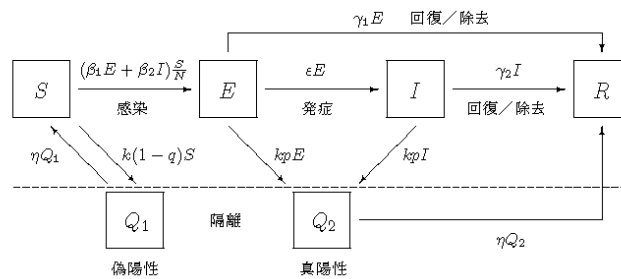 γ₁E 回復／除去
S
(β₁E + β₂I) S/N
感染
E
εE
発症
I
γ₂I
回復／除去
R
ηQ₁
k(1 - q)S
kpE
kpI
Q₁
隔離
Q₂
ηQ₂
偽陽性
真陽性